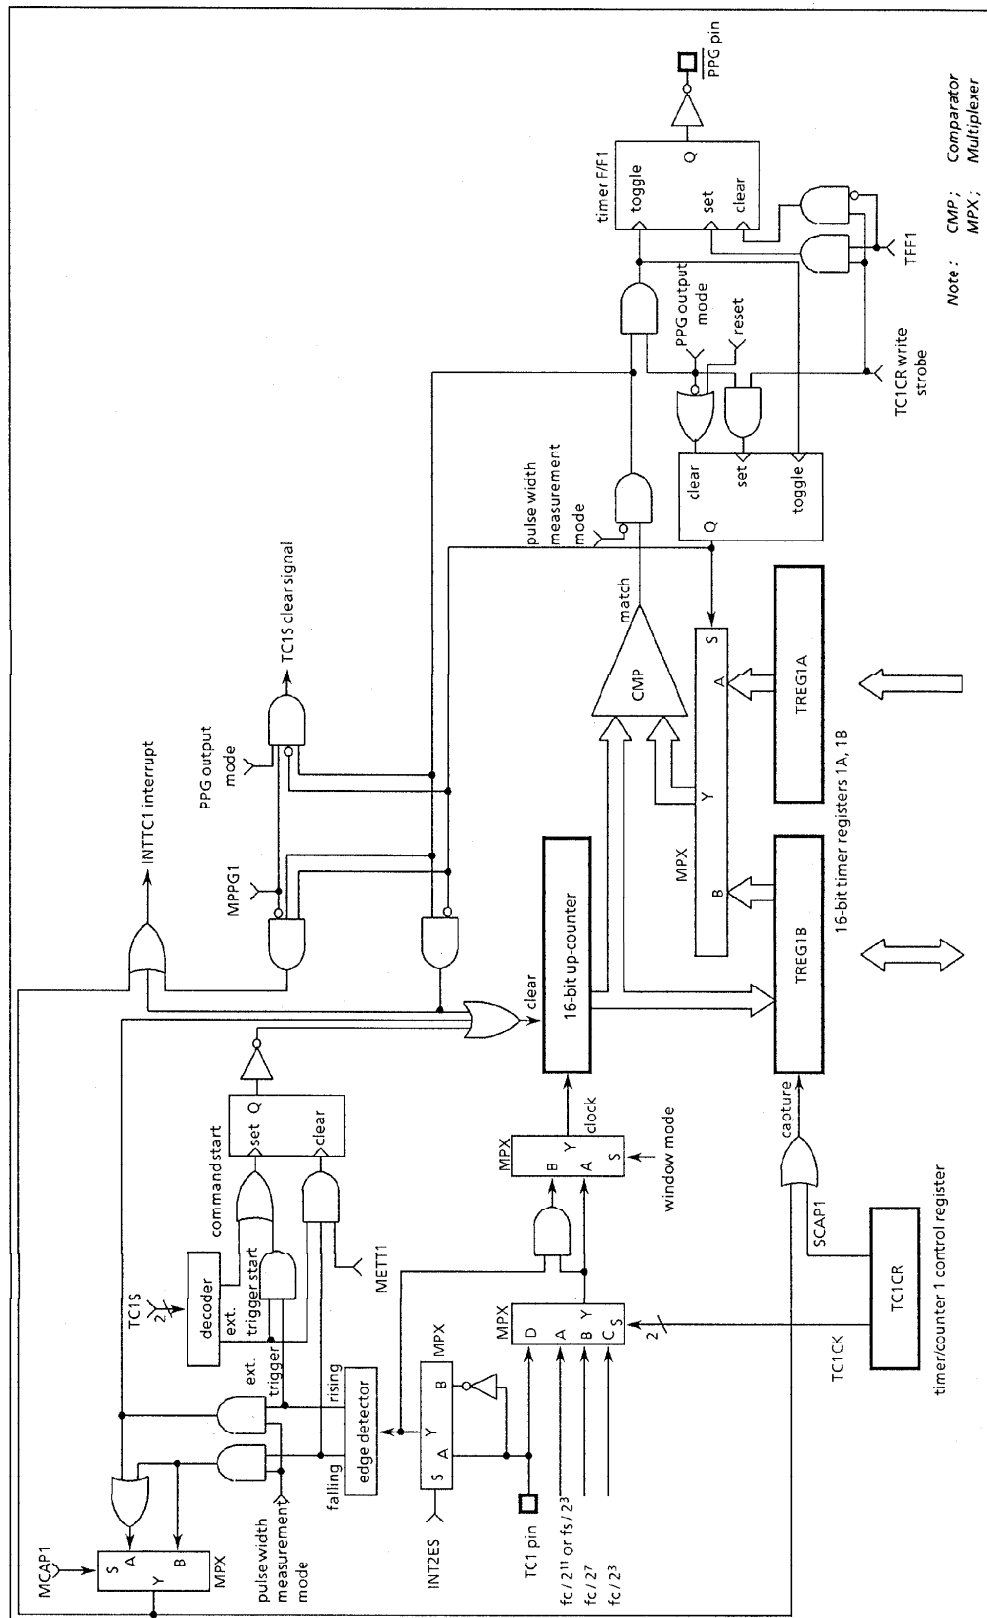 MCAP1
S
A
B
Y
MPX
pulse width
measurement
mode
falling
rising
edge detector
ext.
trigger
TC1S
2
decoder
ext.
trigger start
command start
set
Q
clear
METT1
INT2ES
S
A
Y
B
MPX
TC1 pin
fc / 2¹¹ or fs / 2³
fc / 2⁷
fc / 2³
MPX
D
A
B
C
Y
S
2
TC1CK
MPX
B
Y
A
S
clock
window mode
clear
16-bit up-counter
INTTC1 interrupt
MPPG1
PPG output
mode
TC1S clear signal
CMP
match
pulse width
measurement
mode
MPX
B
Y
A
S
TREG1B
TREG1A
16-bit timer registers 1A, 1B
capture
SCAP1
TC1CR
timer/counter 1 control register
Q
clear
set
toggle
PPG output
mode
reset
TC1CR write
strobe
TFF1
timer F/F1
toggle
set
clear
Q
PPG pin
Note : CMP ; Comparator
MPX ; Multiplexer